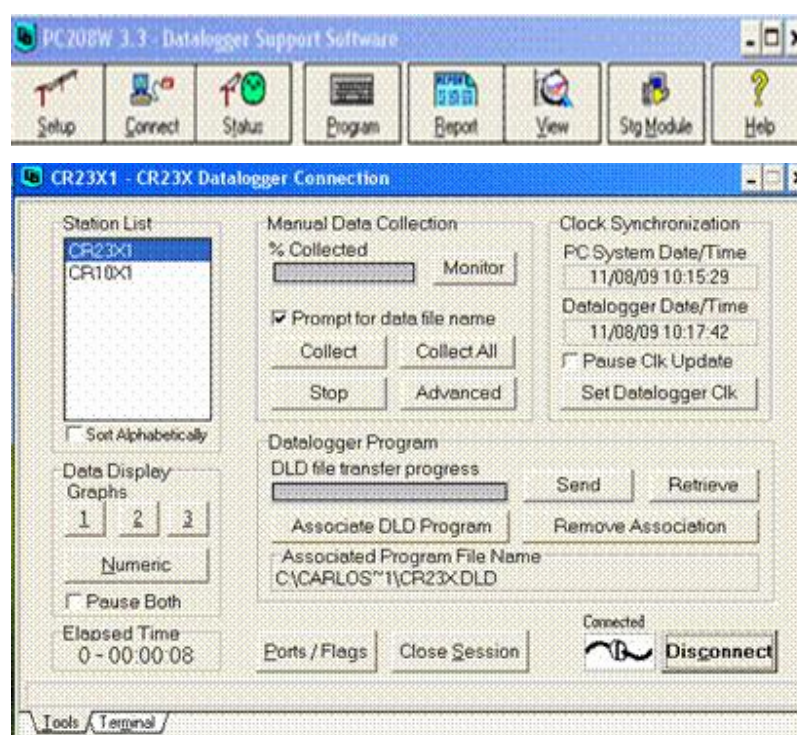 PC208W 3.3 - Datalogger Support Software
Setup Connect Status Program Report View Stg Module Help
CR23X1 - CR23X Datalogger Connection
Station List
CR23X1
CR10X1
Sort Alphabetically
Manual Data Collection
% Collected
Monitor
Prompt for data file name
Collect Collect All
Stop Advanced
Clock Synchronization
PC System Date/Time
11/08/09 10:15:29
Datalogger Date/Time
11/08/09 10:17:42
Pause Clk Update
Set Datalogger Clk
Data Display
Graphs
1 2 3
Numeric
Pause Both
Datalogger Program
DLD file transfer progress
Send Retrieve
Associate DLD Program Remove Association
Associated Program File Name
C:\CARLOS~1\CR23X.DLD
Elapsed Time
0 - 00:00:08
Ports / Flags Close Session
Connected
Disconnect
Tools Terminal